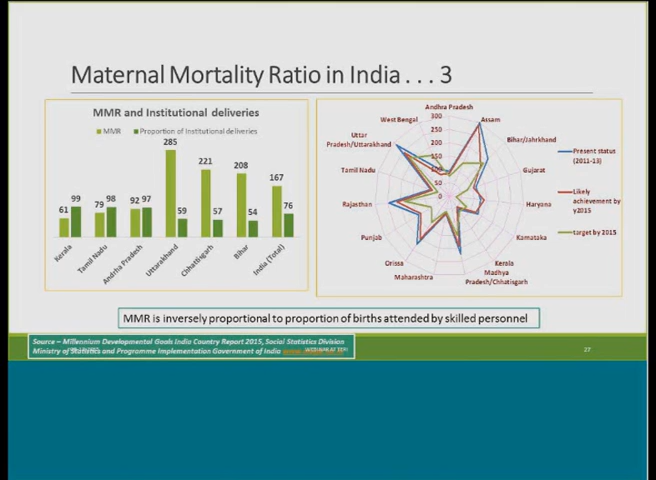 Maternal Mortality Ratio in India . . . 3
MMR and Institutional deliveries
MMR
Proportion of Institutional deliveries
285
221
208
167
61
99
79
98
92
97
59
57
54
76
Kerala
Tamil Nadu
Andhra Pradesh
Uttarakhand
Chhattisgarh
Bihar
India (Total)
Andhra Pradesh
300
250
200
150
50
0
Assam
Bihar/Jahrkhand
Gujarat
Haryana
Karnataka
Kerala
Madhya
Pradesh/Chhatisgarh
Maharashtra
Orissa
Punjab
Rajasthan
Tamil Nadu
Uttar
Pradesh/Uttarakhand
West Bengal
Present status
(2011-13)
Likely
achievement by
y2015
target by 2015
MMR is inversely proportional to proportion of births attended by skilled personnel
Source – Millennium Developmental Goals India Country Report 2015, Social Statistics Division
Ministry of Statistics and Programme Implementation Government of India
27